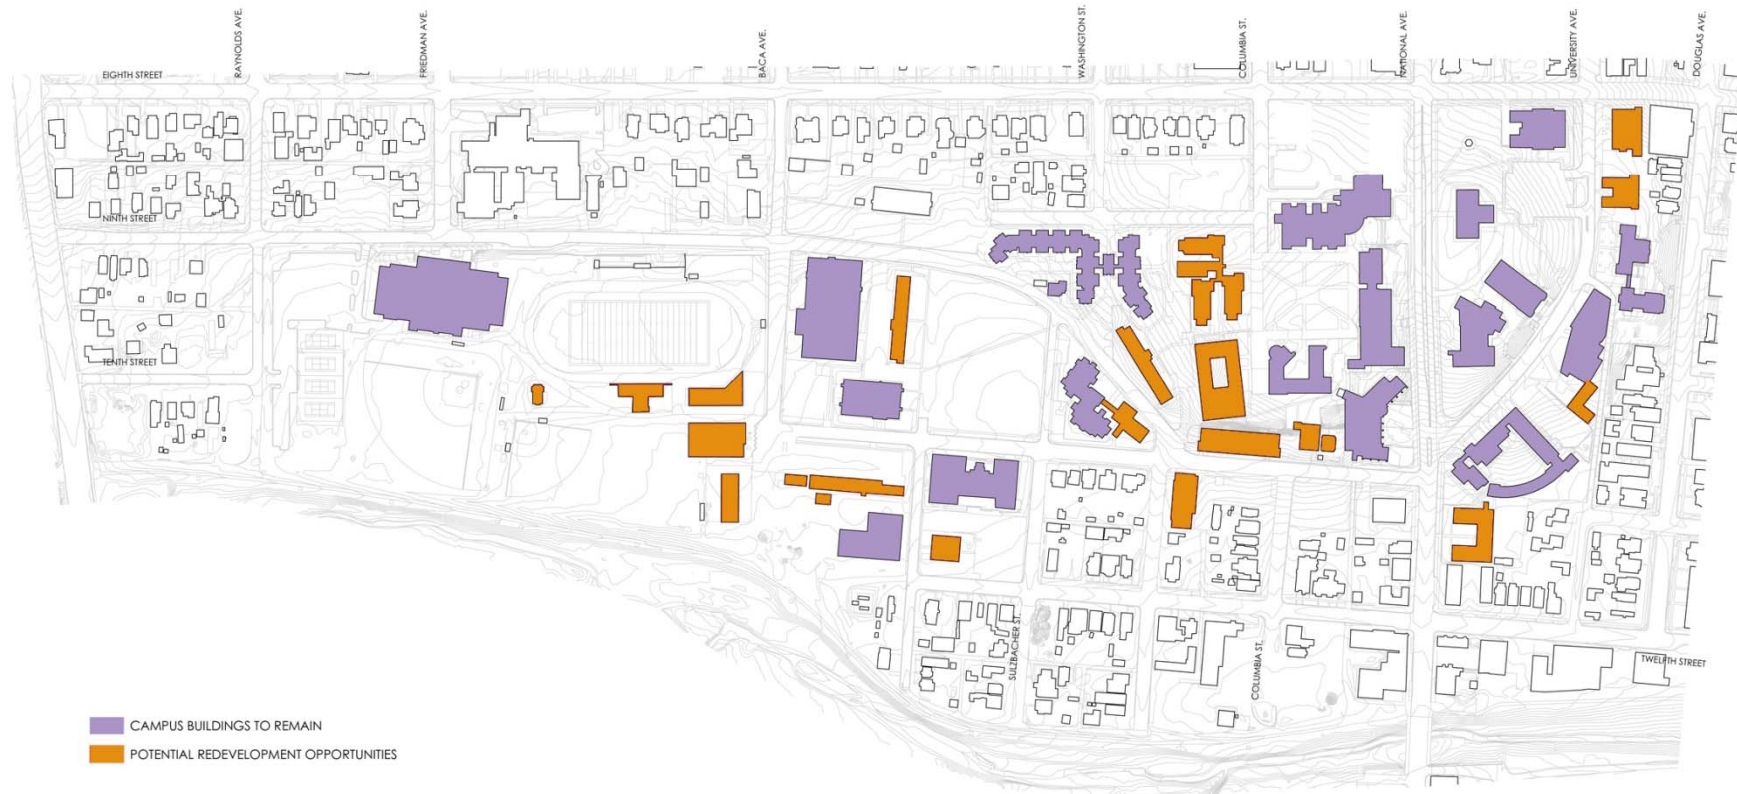 RAYNOLDS AVE.
FRIEDMAN AVE.
BACA AVE.
WASHINGTON ST.
COLUMBIA ST.
NATIONAL AVE.
UNIVERSITY AVE.
DOUGLAS AVE.
EIGHTH STREET
NINTH STREET
TENTH STREET
SULZBACHER ST.
COLUMBIA ST.
TWELFTH STREET
CAMPUS BUILDINGS TO REMAIN
POTENTIAL REDEVELOPMENT OPPORTUNITIES